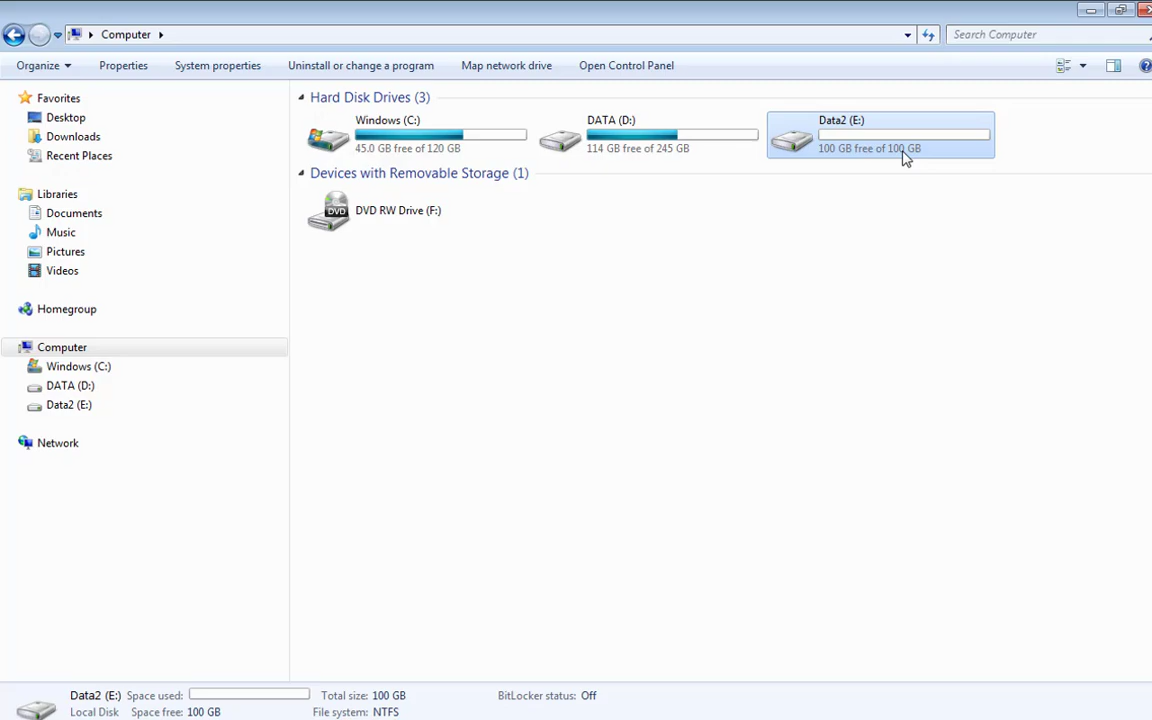 Computer
Search Computer
Organize Properties System properties Uninstall or change a program Map network drive Open Control Panel
Favorites
Desktop
Downloads
Recent Places
Libraries
Documents
Music
Pictures
Videos
Homegroup
Computer
Windows (C:)
DATA (D:)
Data2 (E:)
Network
Hard Disk Drives (3)
Windows (C:)
45.0 GB free of 120 GB
DATA (D:)
114 GB free of 245 GB
Data2 (E:)
100 GB free of 100 GB
Devices with Removable Storage (1)
DVD
DVD RW Drive (F:)
Data2 (E:) Space used: Total size: 100 GB BitLocker status: Off
Local Disk Space free: 100 GB File system: NTFS